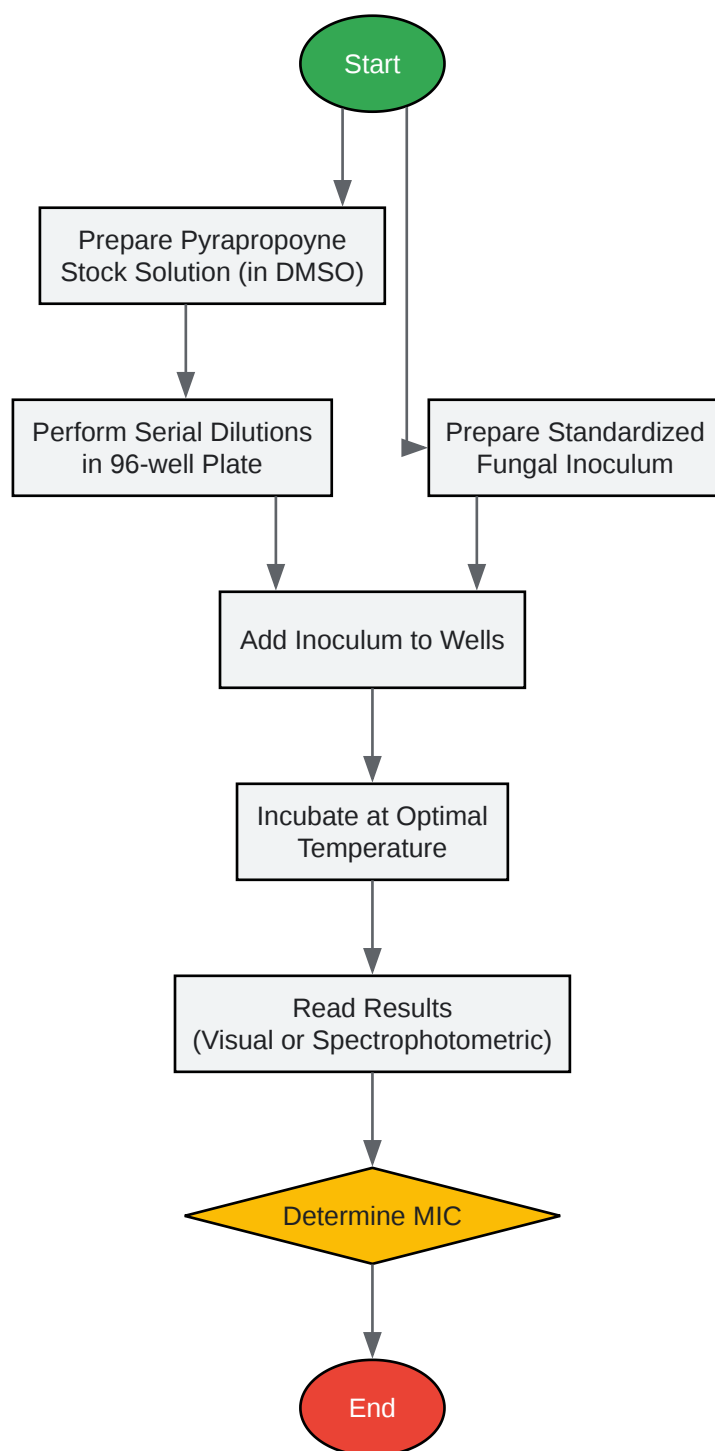 Start
Prepare Pyrapropoyne
Stock Solution (in DMSO)
Perform Serial Dilutions
in 96-well Plate
Prepare Standardized
Fungal Inoculum
Add Inoculum to Wells
Incubate at Optimal
Temperature
Read Results
(Visual or Spectrophotometric)
Determine MIC
End